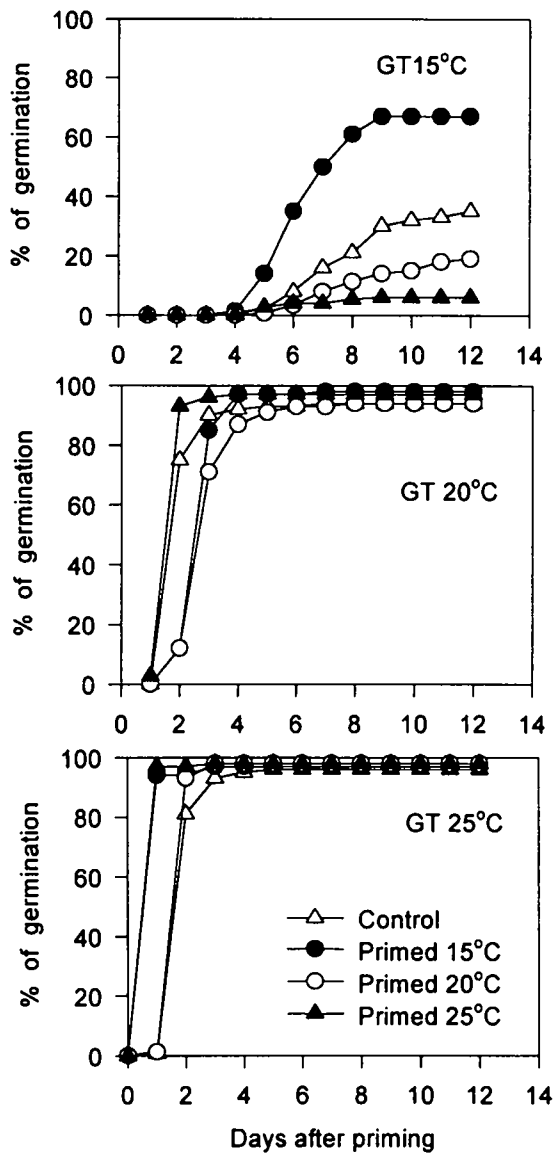 100
80
60
40
20
0
% of germination
GT15°C
0 2 4 6 8 10 12 14
100
80
60
40
20
0
% of germination
GT 20°C
0 2 4 6 8 10 12 14
100
80
60
40
20
0
% of germination
GT 25°C
Control
Primed 15°C
Primed 20°C
Primed 25°C
0 2 4 6 8 10 12 14
Days after priming